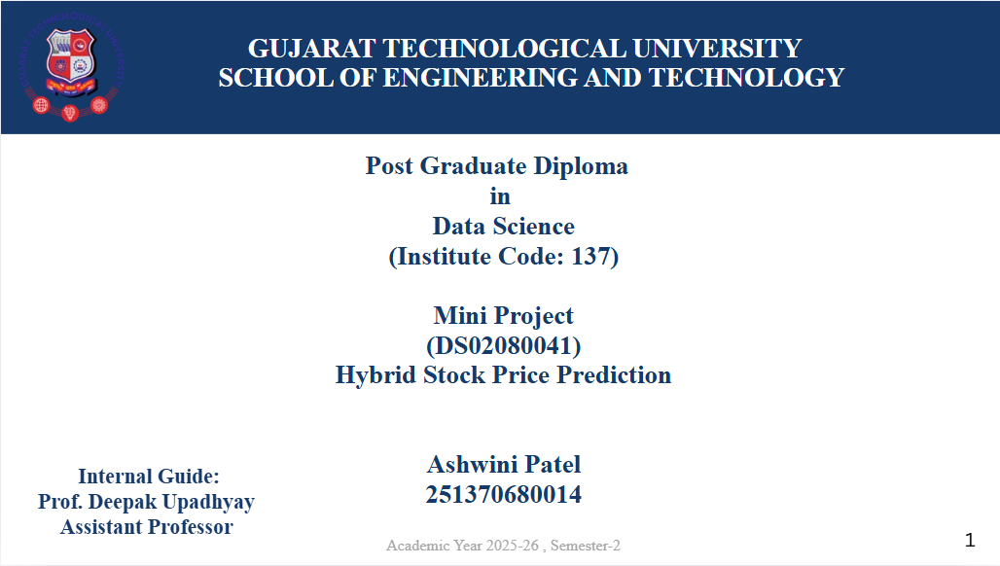 GUJARAT TECHNOLOGICAL UNIVERSITY
SCHOOL OF ENGINEERING AND TECHNOLOGY
Post Graduate Diploma
in
Data Science
(Institute Code: 137)
Mini Project
(DS02080041)
Hybrid Stock Price Prediction
Ashwini Patel
251370680014
Internal Guide:
Prof. Deepak Upadhyay
Assistant Professor
Academic Year 2025-26 , Semester-2
1